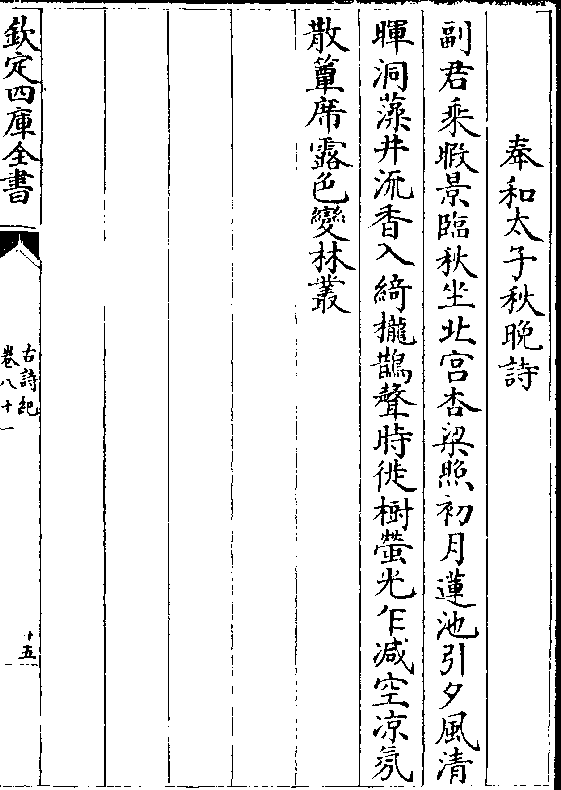 奉和太子秋晚詩
副君乘暇景臨秋坐北宫杏梁照初月蓮池引夕風清
暉洞藻井流香入綺櫳鵲聲時徙樹螢光乍減空凉氛
散簟席露色變林叢
欽定四庫全書
古詩紀
卷八十一
十五